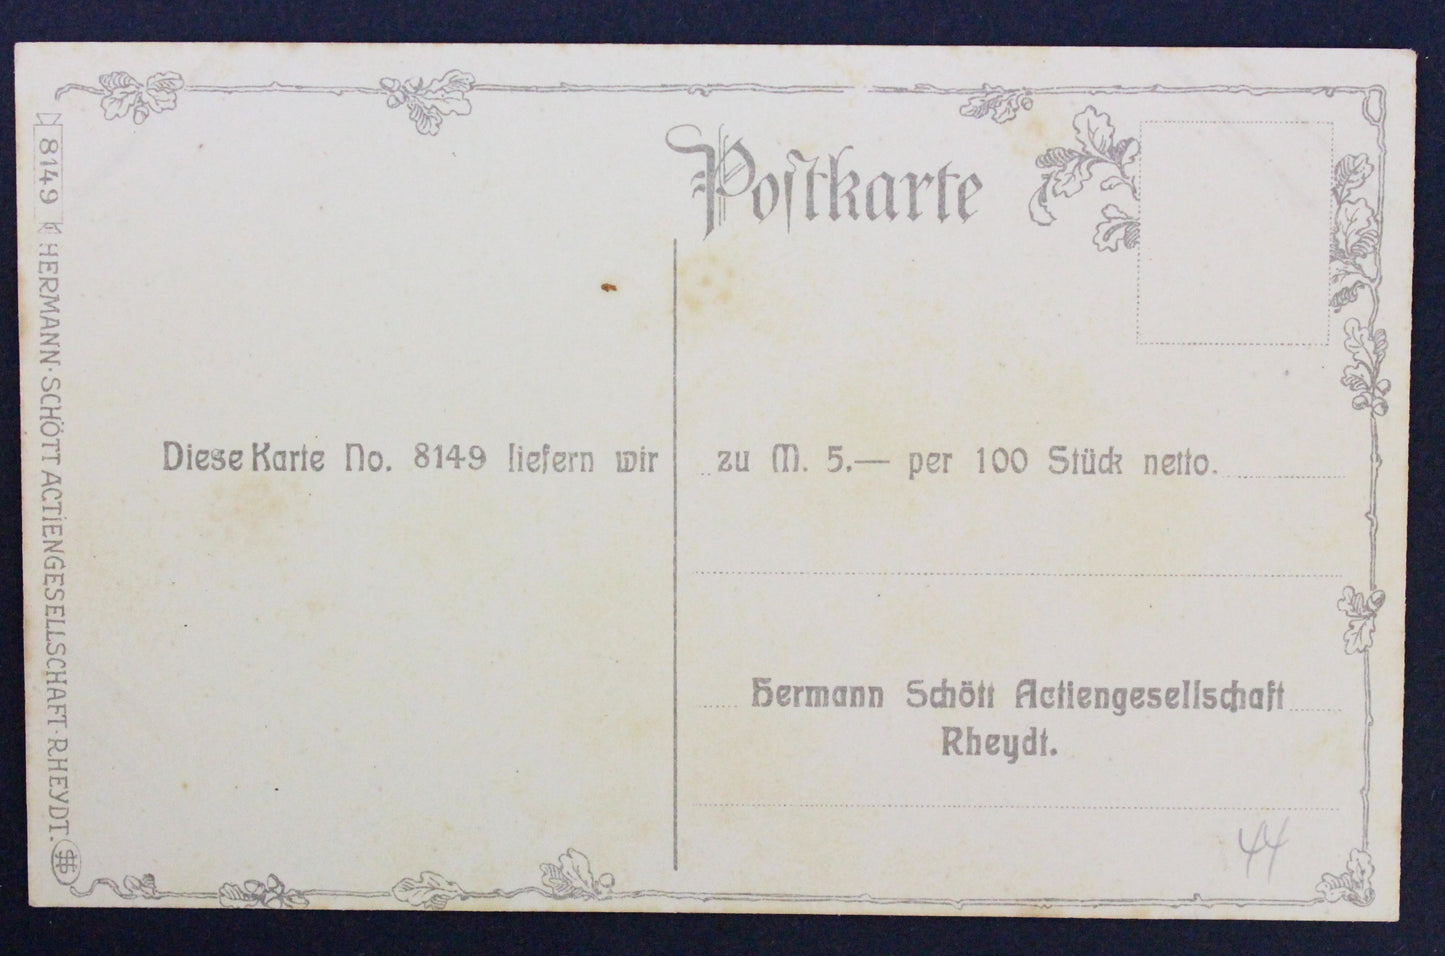 Poſtkarte
Diese Karte No. 8149 liefern wir zu M. 5.— per 100 Stück netto.
Hermann Schött Actiengesellschaft
Rheydt.
44
8149 HERMANN·SCHÖTT ACTIENGESELLSCHAFT·RHEYDT.